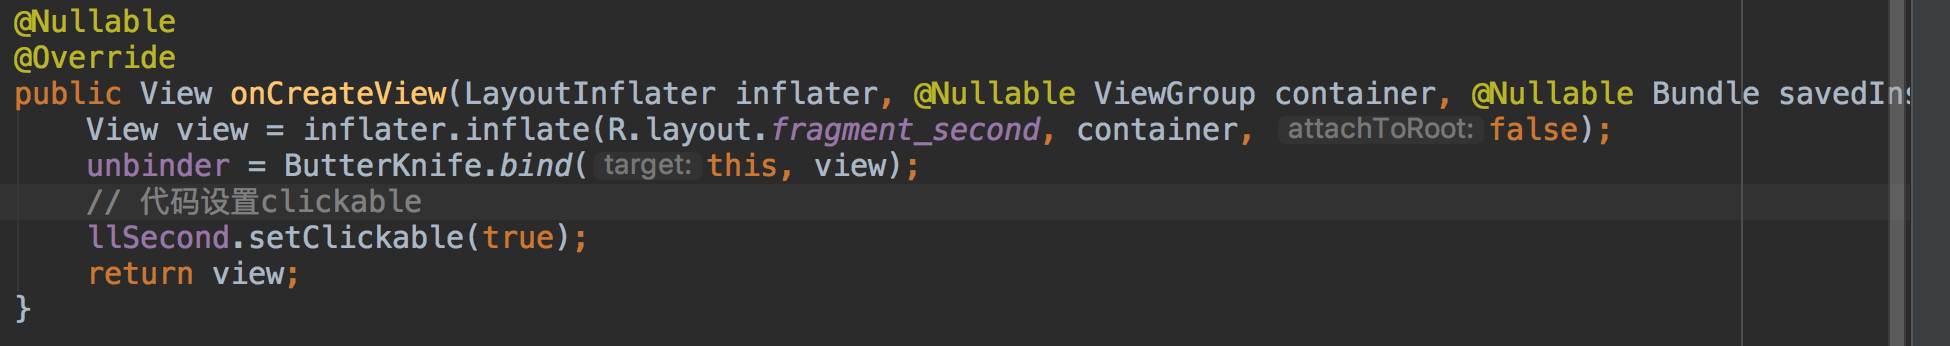 @Nullable
@Override
public View onCreateView(LayoutInflater inflater, @Nullable ViewGroup container, @Nullable Bundle savedIns
View view = inflater.inflate(R.layout.fragment_second, container, attachToRoot: false);
unbinder = ButterKnife.bind( target: this, view);
// 代码设置clickable
llSecond.setClickable(true);
return view;
}